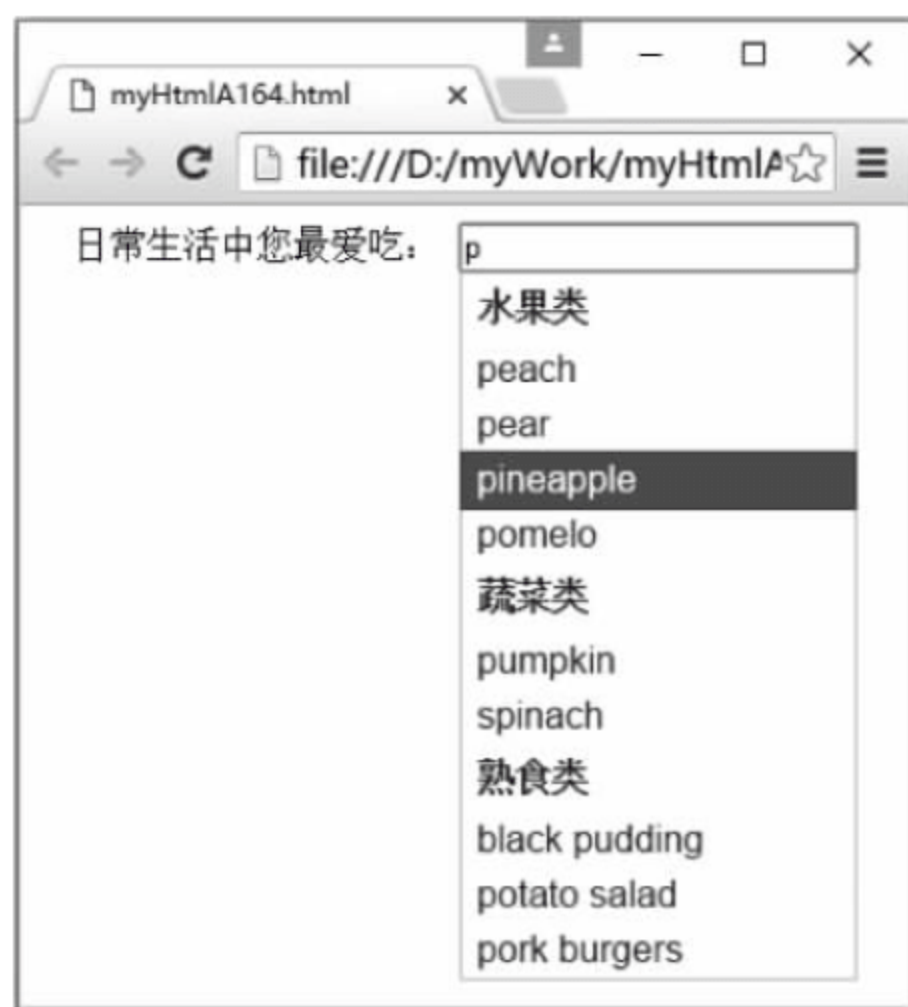 myHtmlA164.html
file:///D:/myWork/myHtmlA
日常生活中您最爱吃： p
水果类
peach
pear
pineapple
pomelo
蔬菜类
pumpkin
spinach
熟食类
black pudding
potato salad
pork burgers